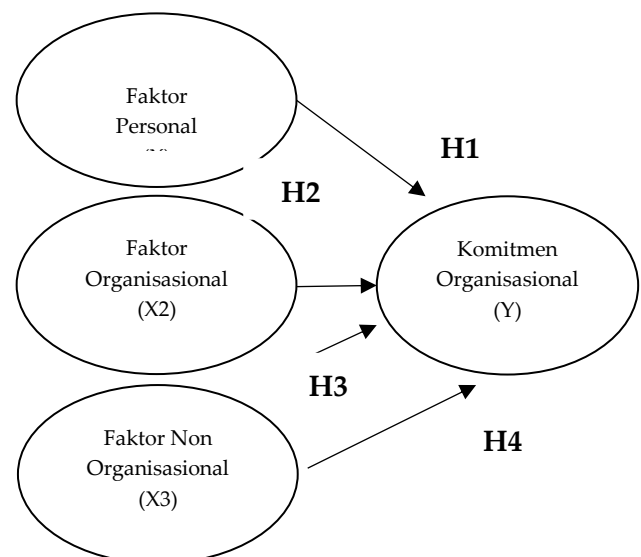 Faktor
Personal
H1
H2
Faktor
Organisasional
(X2)
Komitmen
Organisasional
(Y)
H3
Faktor Non
Organisasional
(X3)
H4